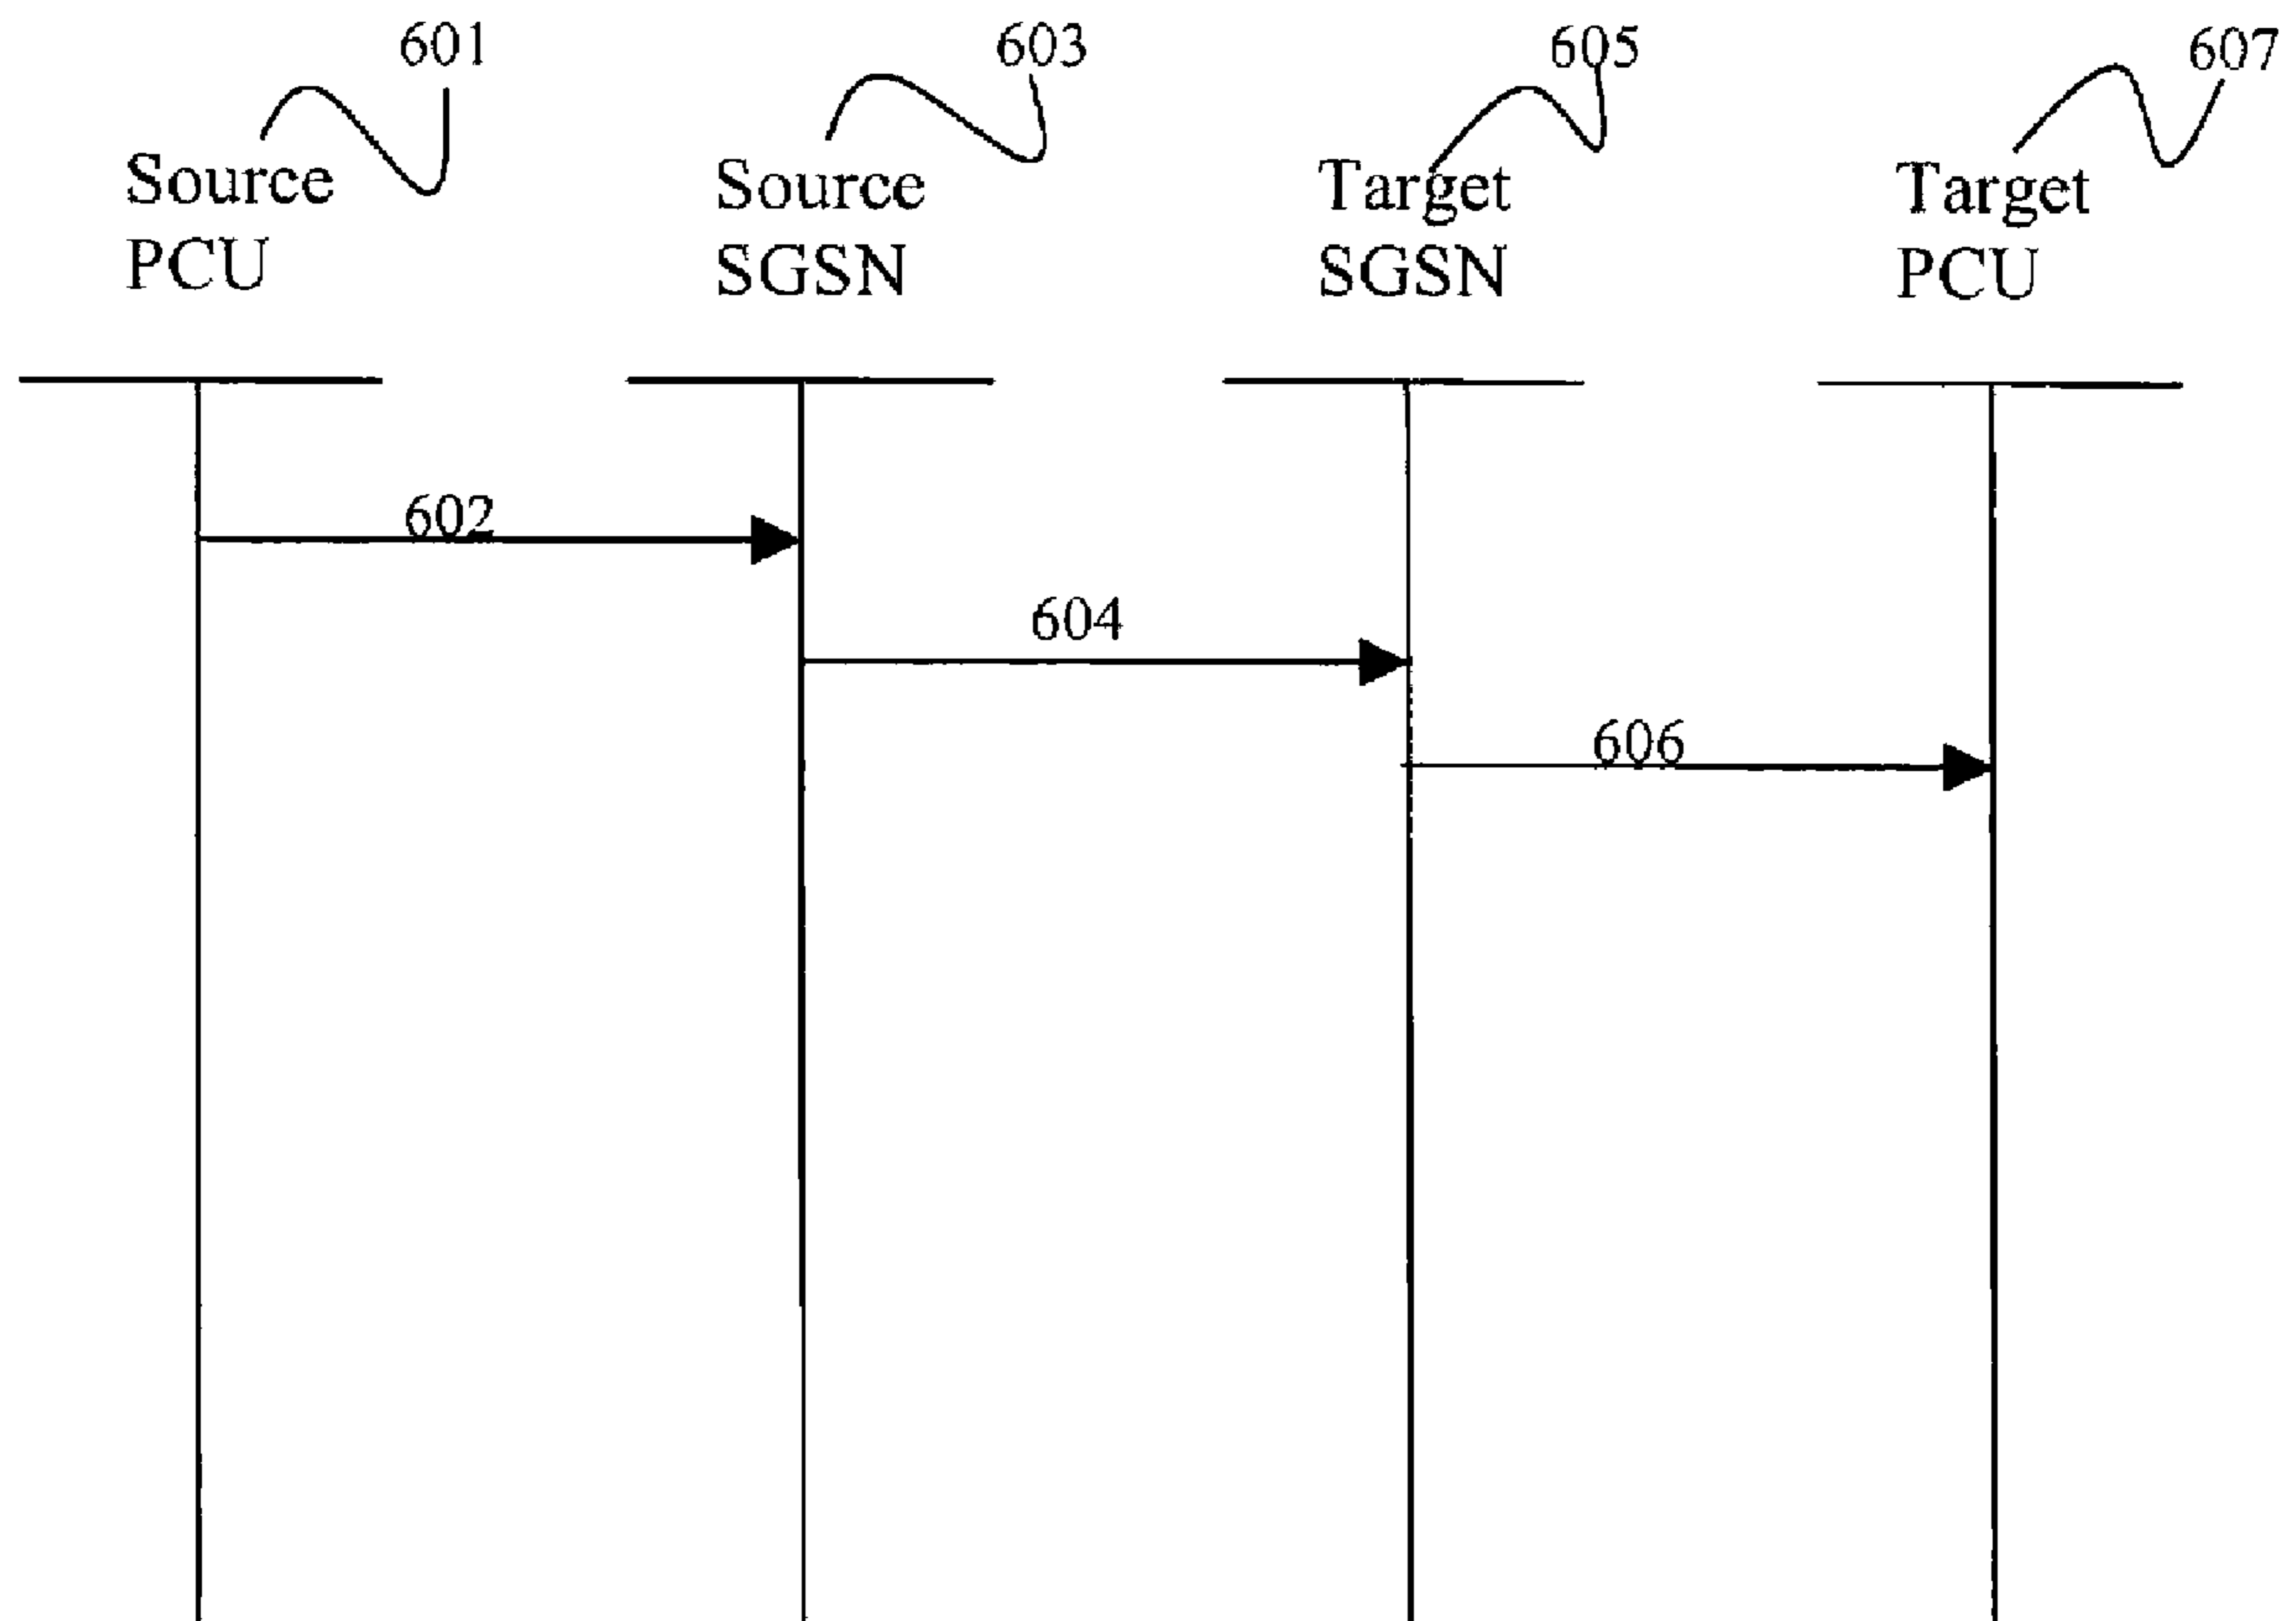 601
603
605
607
Source
PCU
Source
SGSN
Target
SGSN
Target
PCU
602
604
606